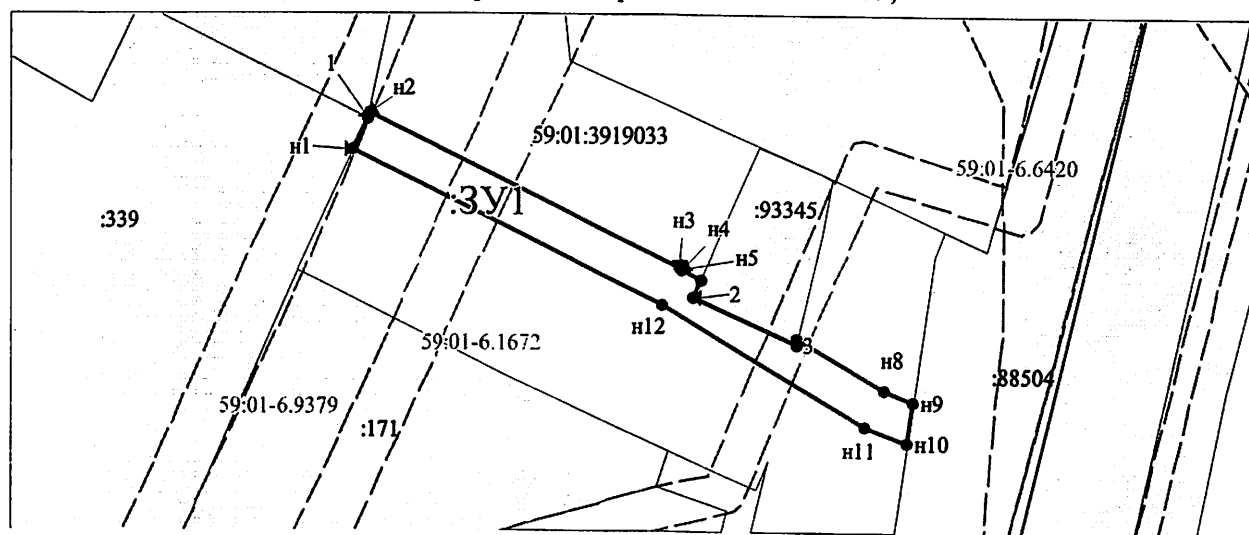 1
н2
н1
59:01:3919033
59:01-6.6420
:ЗУ1
:339
:93345
н3
н4
н5
2
н12
59:01-6.1672
3
н8
:88504
59:01-6.9379
н9
:171
н11
н10